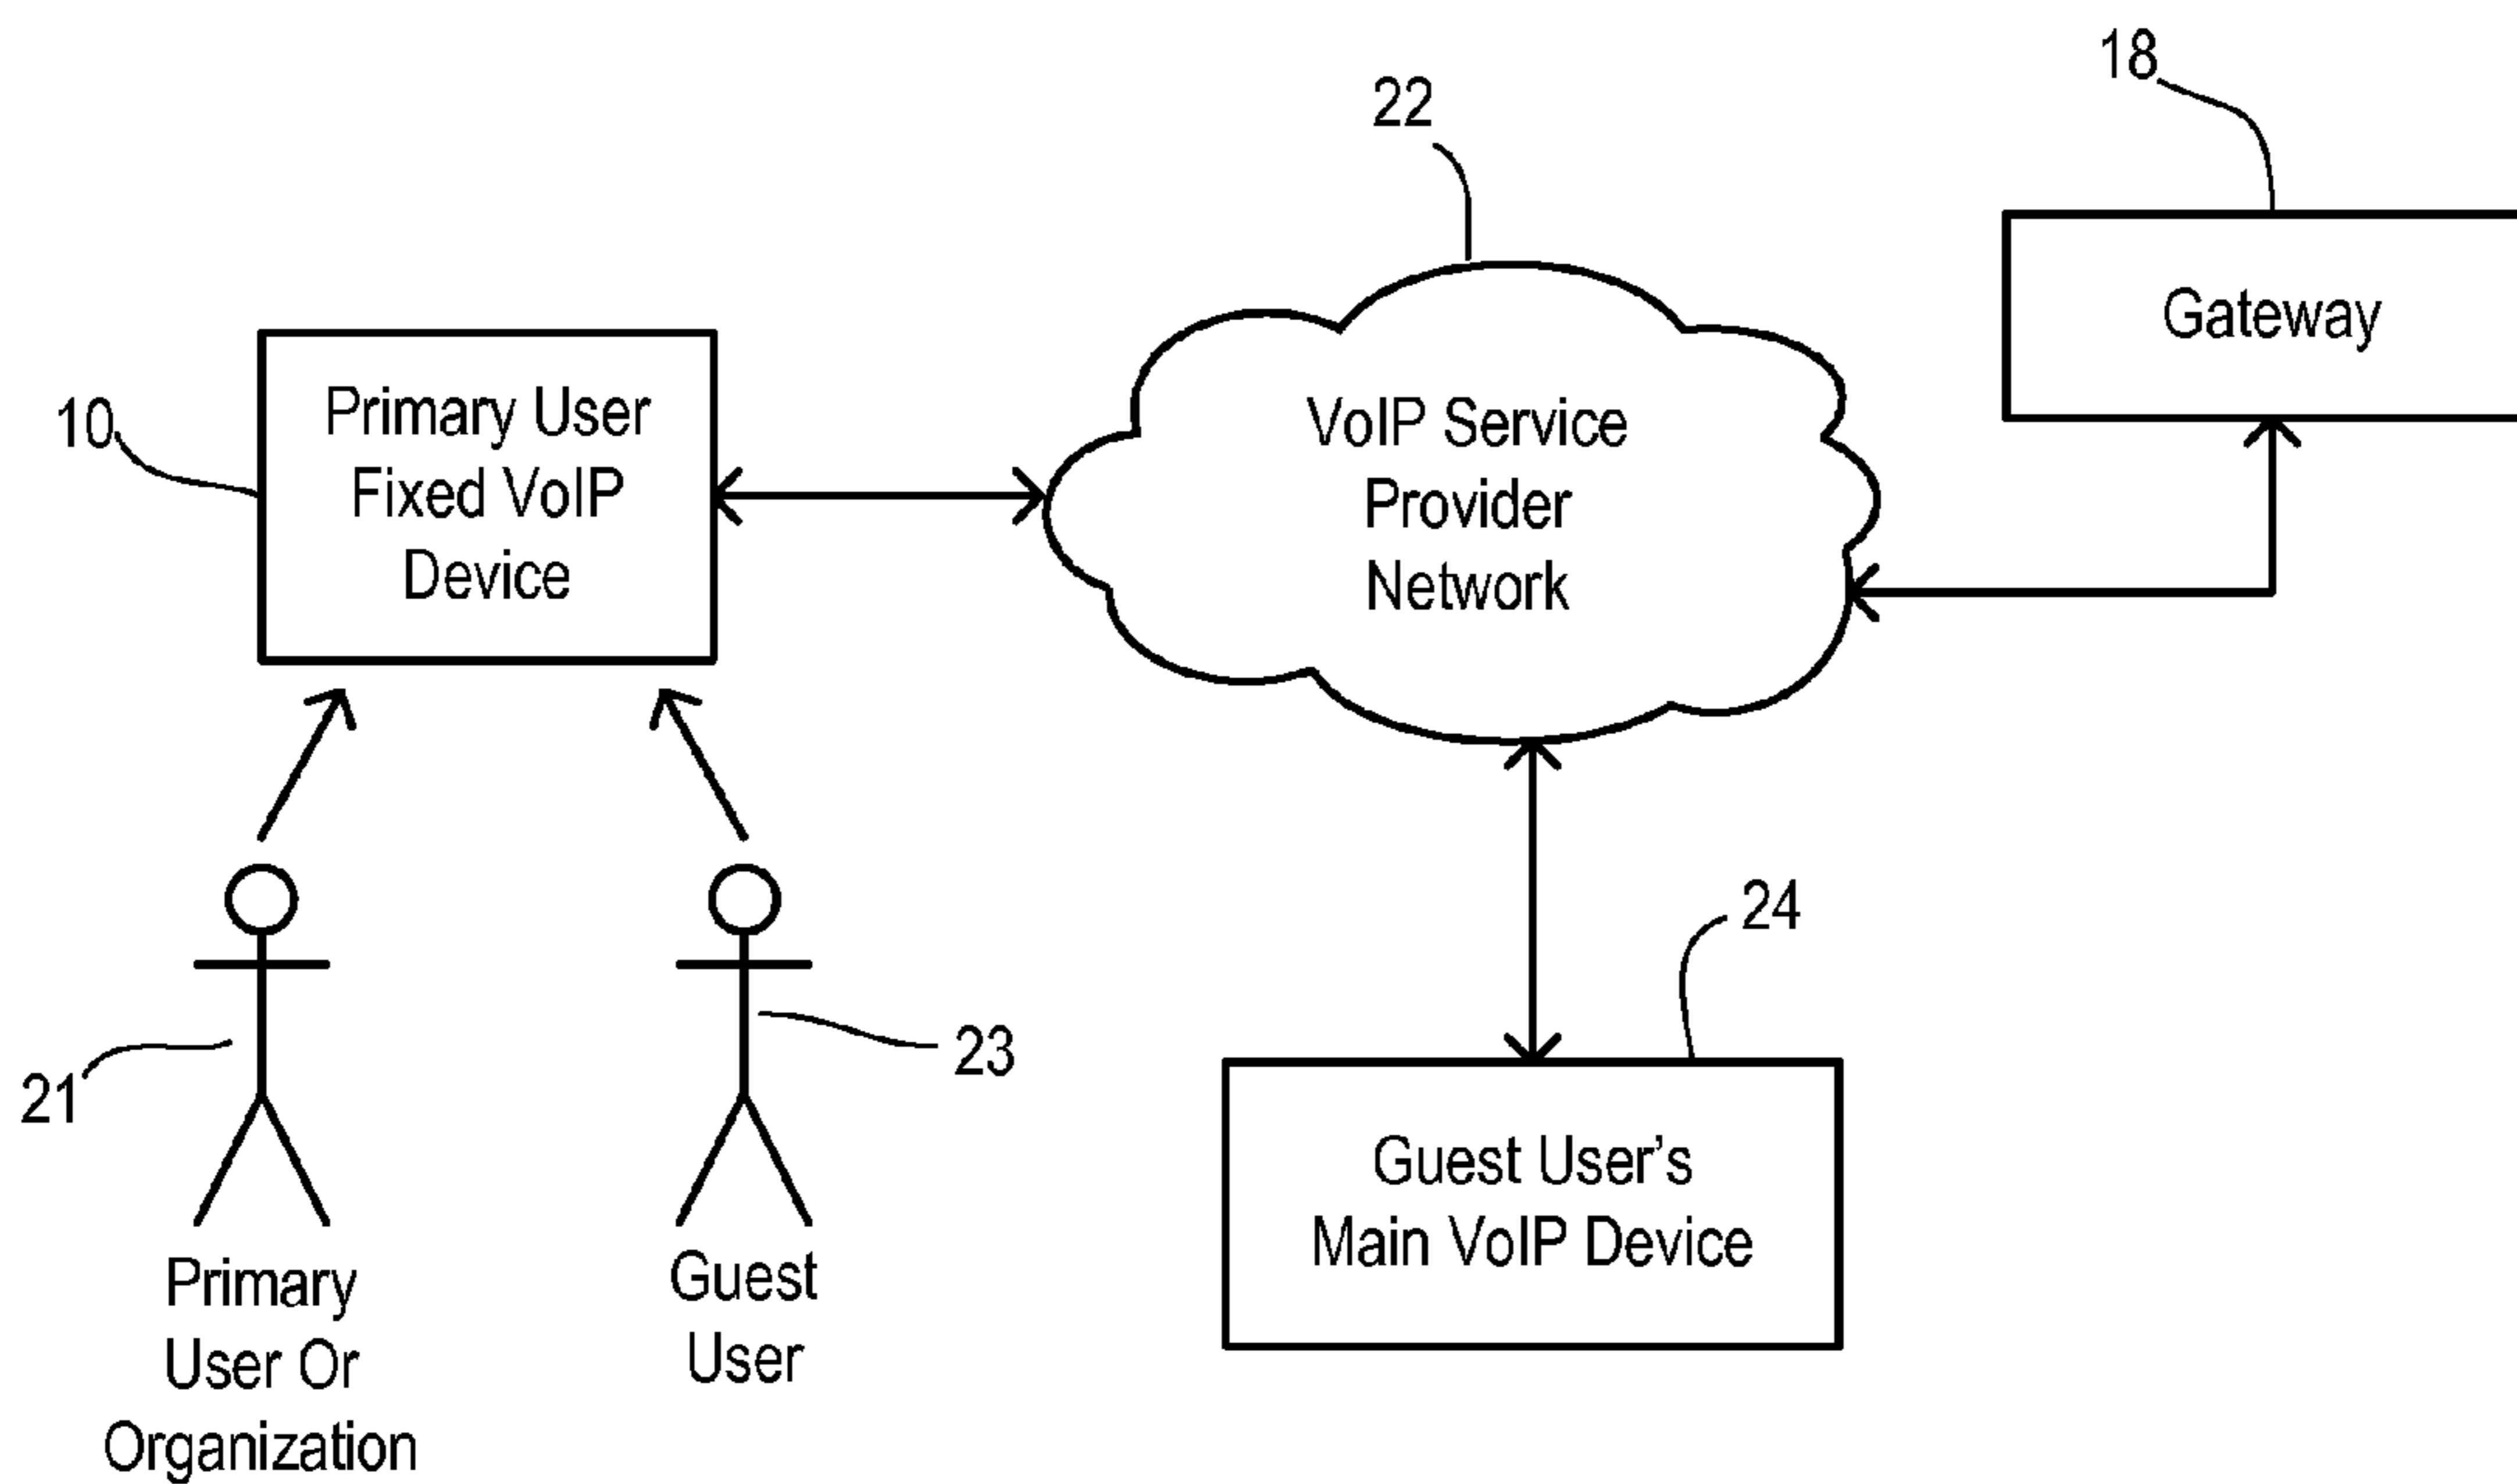 18
22
Gateway
10
Primary User
Fixed VoIP
Device
VoIP Service
Provider
Network
24
21
23
Guest User's
Main VoIP Device
Primary
User Or
Organization
Guest
User